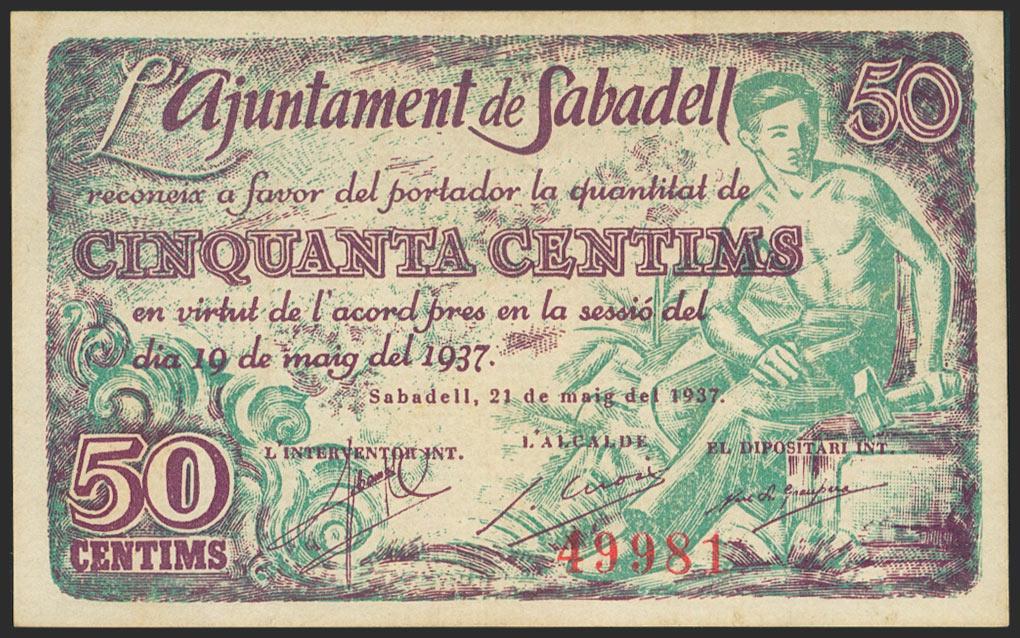 L'Ajuntament de Sabadell
50
reconeix a favor del portador la quantitat de
CINQUANTA CENTIMS
en virtut de l'acord pres en la sessió del
dia 19 de maig del 1937.
Sabadell, 21 de maig del 1937.
L'INTERVENTOR INT.
L'ALCALDE
EL DIPOSITARI INT.
50
CENTIMS
49981